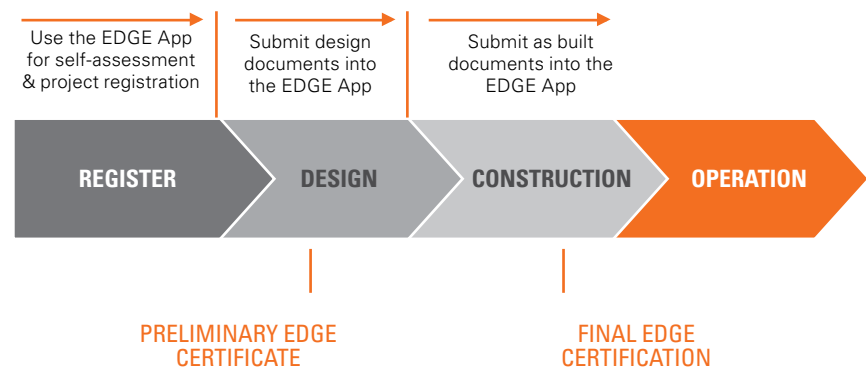 Use the EDGE App
for self-assessment
& project registration
Submit design
documents into
the EDGE App
Submit as built
documents into the
EDGE App
REGISTER
DESIGN
CONSTRUCTION
OPERATION
PRELIMINARY EDGE
CERTIFICATE
FINAL EDGE
CERTIFICATION